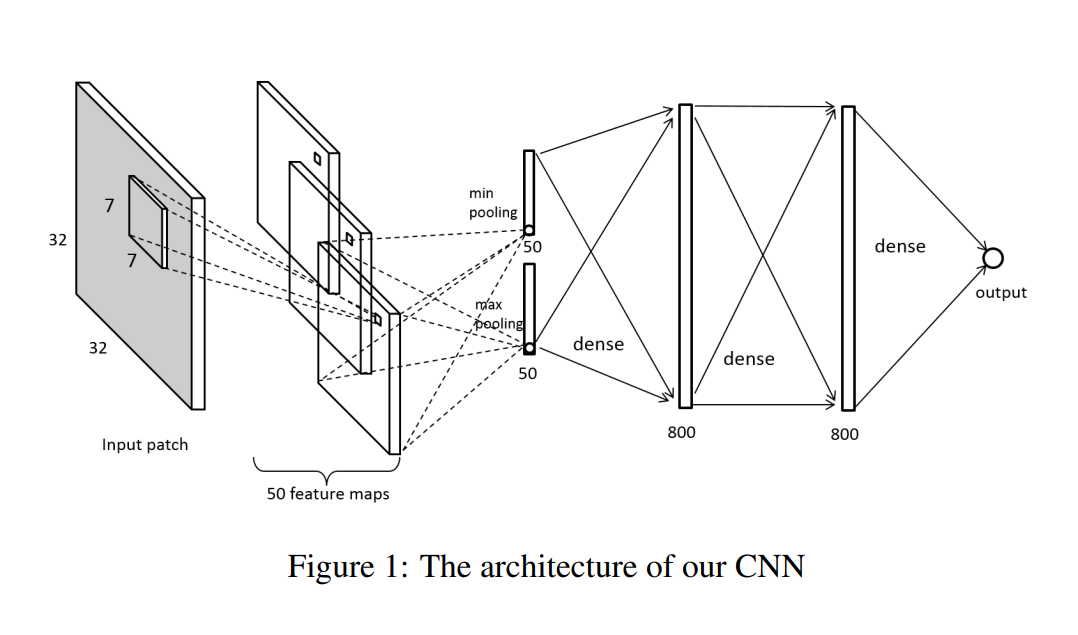 7
32
7
32
Input patch
50 feature maps
min
pooling
50
max
pooling
50
dense
800
dense
800
dense
output
Figure 1: The architecture of our CNN